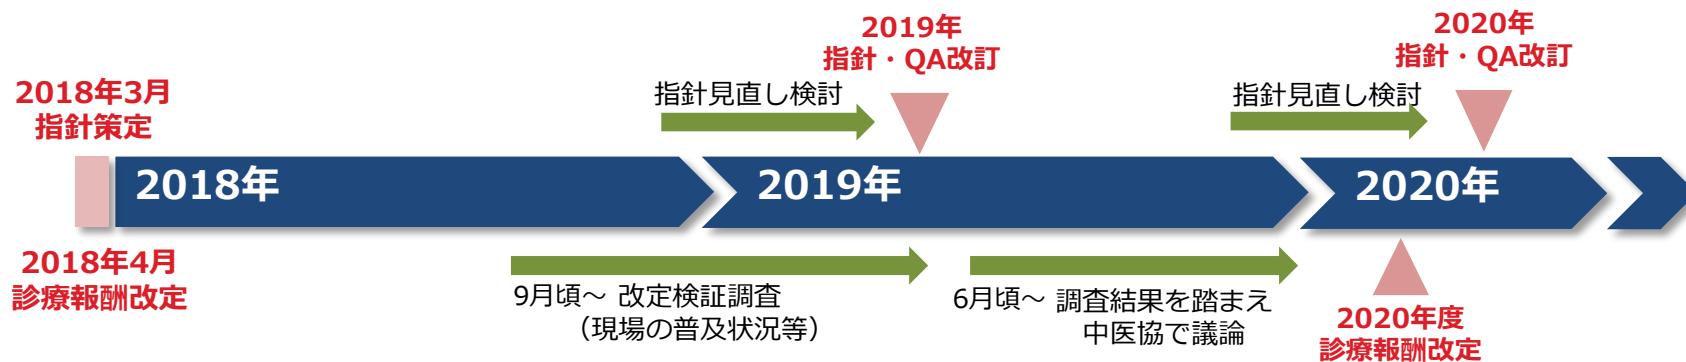 2018年3月
指針策定
指針見直し検討
2019年
指針・QA改訂
指針見直し検討
2020年
指針・QA改訂
2018年
2019年
2020年
2018年4月
診療報酬改定
9月頃～ 改定検証調査
（現場の普及状況等）
6月頃～ 調査結果を踏まえ
中医協で議論
2020年度
診療報酬改定